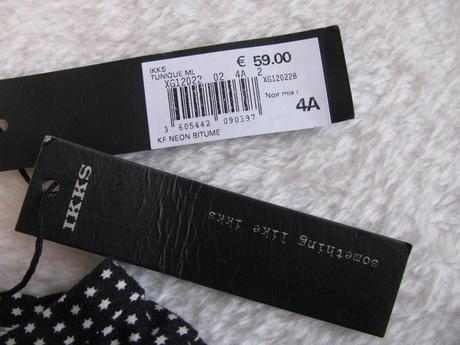 IKKS € 59.00
TUNIQUE ML
XG12022 02 4A 2 XG12022B
Noir mix i
4A
3 605442 090397
KF NEON BITUME
IKKS
something like ikks